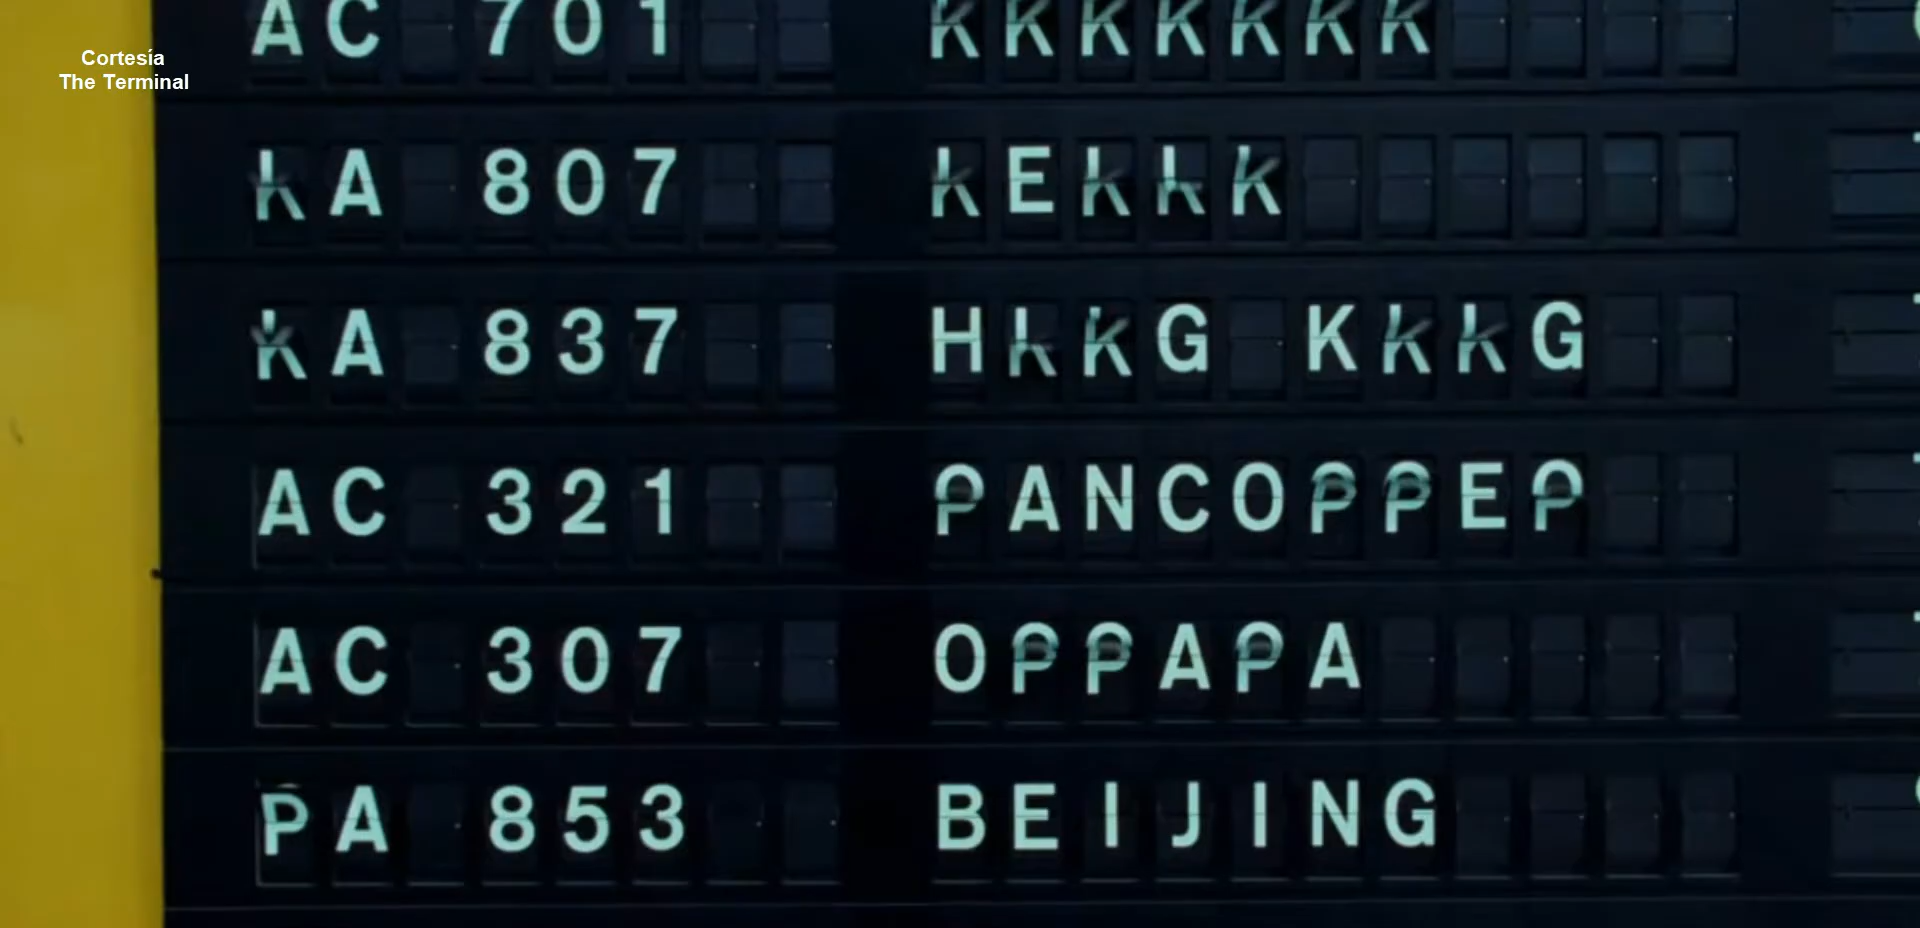 Cortesía
The Terminal
AC 701 KKKKKKK
KA 807 KEKKK
KA 837 HKKG KKKG
AC 321 PANCOPPEP
AC 307 OPPAPA
PA 853 BEIJING